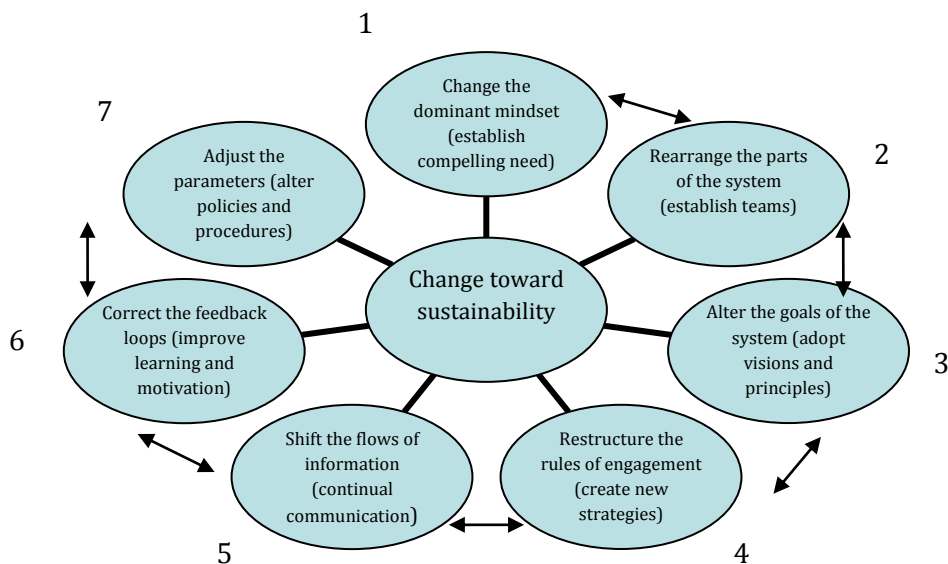 1
Change the
dominant mindset
(establish
compelling need)
7
Adjust the
parameters (alter
policies and
procedures)
2
Rearrange the parts
of the system
(establish teams)
Change toward
sustainability
6
Correct the feedback
loops (improve
learning and
motivation)
Alter the goals of the
system (adopt
visions and
principles)
3
Shift the flows of
information
(continual
communication)
5
Restructure the
rules of engagement
(create new
strategies)
4